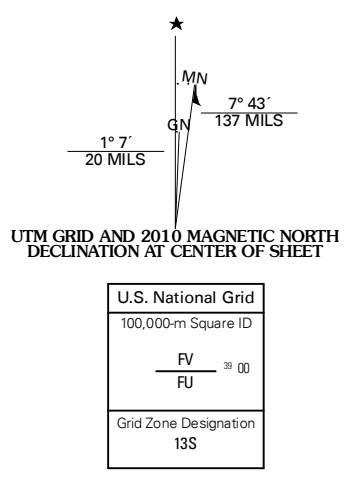 ★
MN
7° 43´
137 MILS
GN
1° 7´
20 MILS
UTM GRID AND 2010 MAGNETIC NORTH
DECLINATION AT CENTER OF SHEET
U.S. National Grid
100,000-m Square ID
FV
39 00
FU
Grid Zone Designation
13S